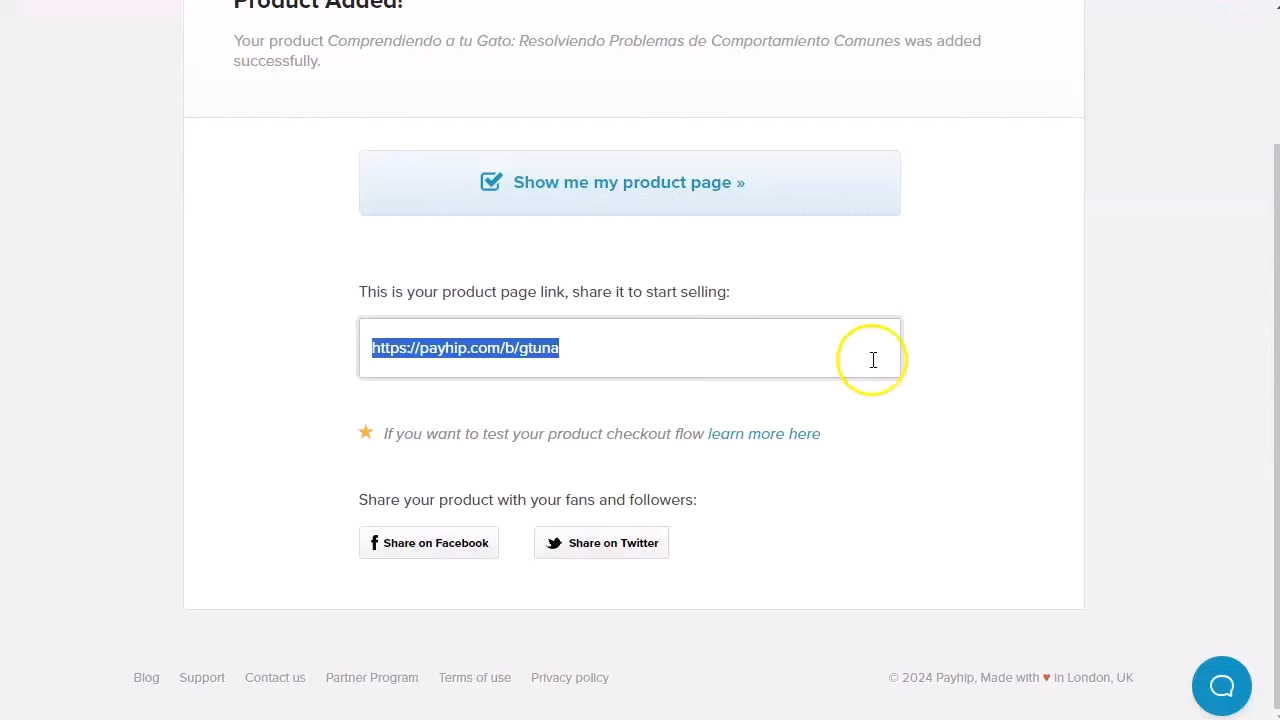 Product Added!
Your product Comprendiendo a tu Gato: Resolviendo Problemas de Comportamiento Comunes was added
successfully.
Show me my product page »
This is your product page link, share it to start selling:
https://payhip.com/b/gtuna
If you want to test your product checkout flow learn more here
Share your product with your fans and followers:
Share on Facebook
Share on Twitter
Blog Support Contact us Partner Program Terms of use Privacy policy © 2024 Payhip, Made with ♥ in London, UK